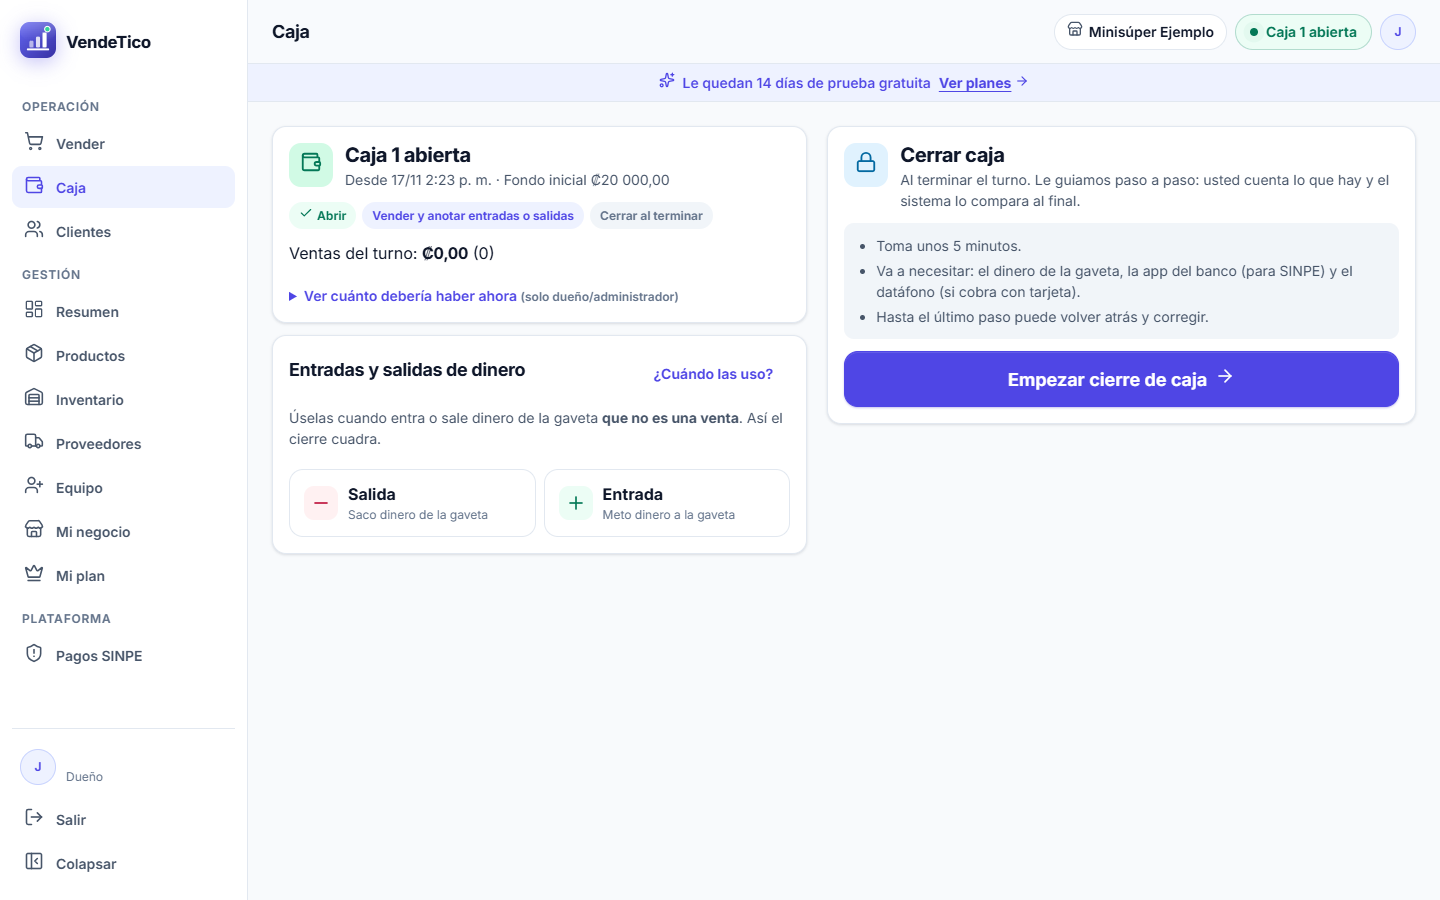 VendeTico
OPERACIÓN
Vender
Caja
Clientes
GESTIÓN
Resumen
Productos
Inventario
Proveedores
Equipo
Mi negocio
Mi plan
PLATAFORMA
Pagos SINPE
J
Dueño
Salir
Colapsar
Caja
Minisúper Ejemplo
Caja 1 abierta
J
Le quedan 14 días de prueba gratuita Ver planes →
Caja 1 abierta
Desde 17/11 2:23 p. m. · Fondo inicial ₡20 000,00
Abrir
Vender y anotar entradas o salidas
Cerrar al terminar
Ventas del turno: ₡0,00 (0)
Ver cuánto debería haber ahora (solo dueño/administrador)
Entradas y salidas de dinero
¿Cuándo las uso?
Úselas cuando entra o sale dinero de la gaveta que no es una venta. Así el
cierre cuadra.
Salida
Saco dinero de la gaveta
Entrada
Meto dinero a la gaveta
Cerrar caja
Al terminar el turno. Le guiamos paso a paso: usted cuenta lo que hay y el
sistema lo compara al final.
• Toma unos 5 minutos.
• Va a necesitar: el dinero de la gaveta, la app del banco (para SINPE) y el
datáfono (si cobra con tarjeta).
• Hasta el último paso puede volver atrás y corregir.
Empezar cierre de caja →